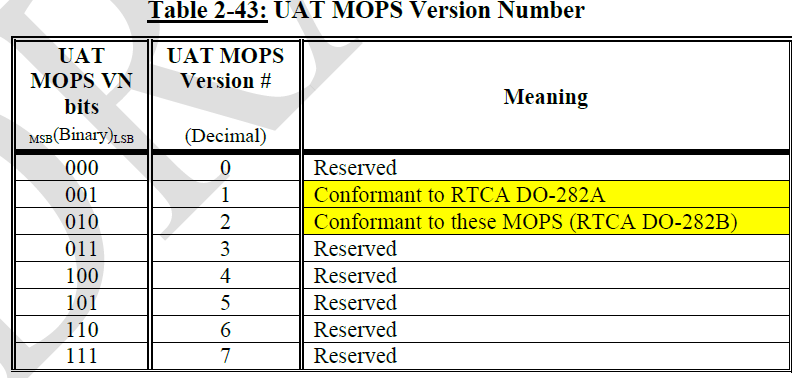 Table 2-43: UAT MOPS Version Number
UAT MOPS VN bits MSB(Binary)LSB | UAT MOPS Version # (Decimal) | Meaning
000 | 0 | Reserved
001 | 1 | Conformant to RTCA DO-282A
010 | 2 | Conformant to these MOPS (RTCA DO-282B)
011 | 3 | Reserved
100 | 4 | Reserved
101 | 5 | Reserved
110 | 6 | Reserved
111 | 7 | Reserved